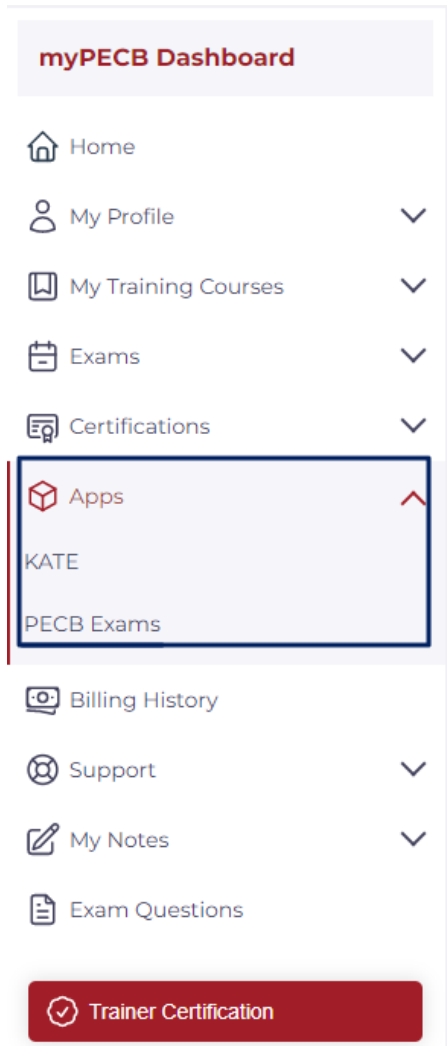 myPECB Dashboard
Home
My Profile
My Training Courses
Exams
Certifications
Apps
KATE
PECB Exams
Billing History
Support
My Notes
Exam Questions
Trainer Certification